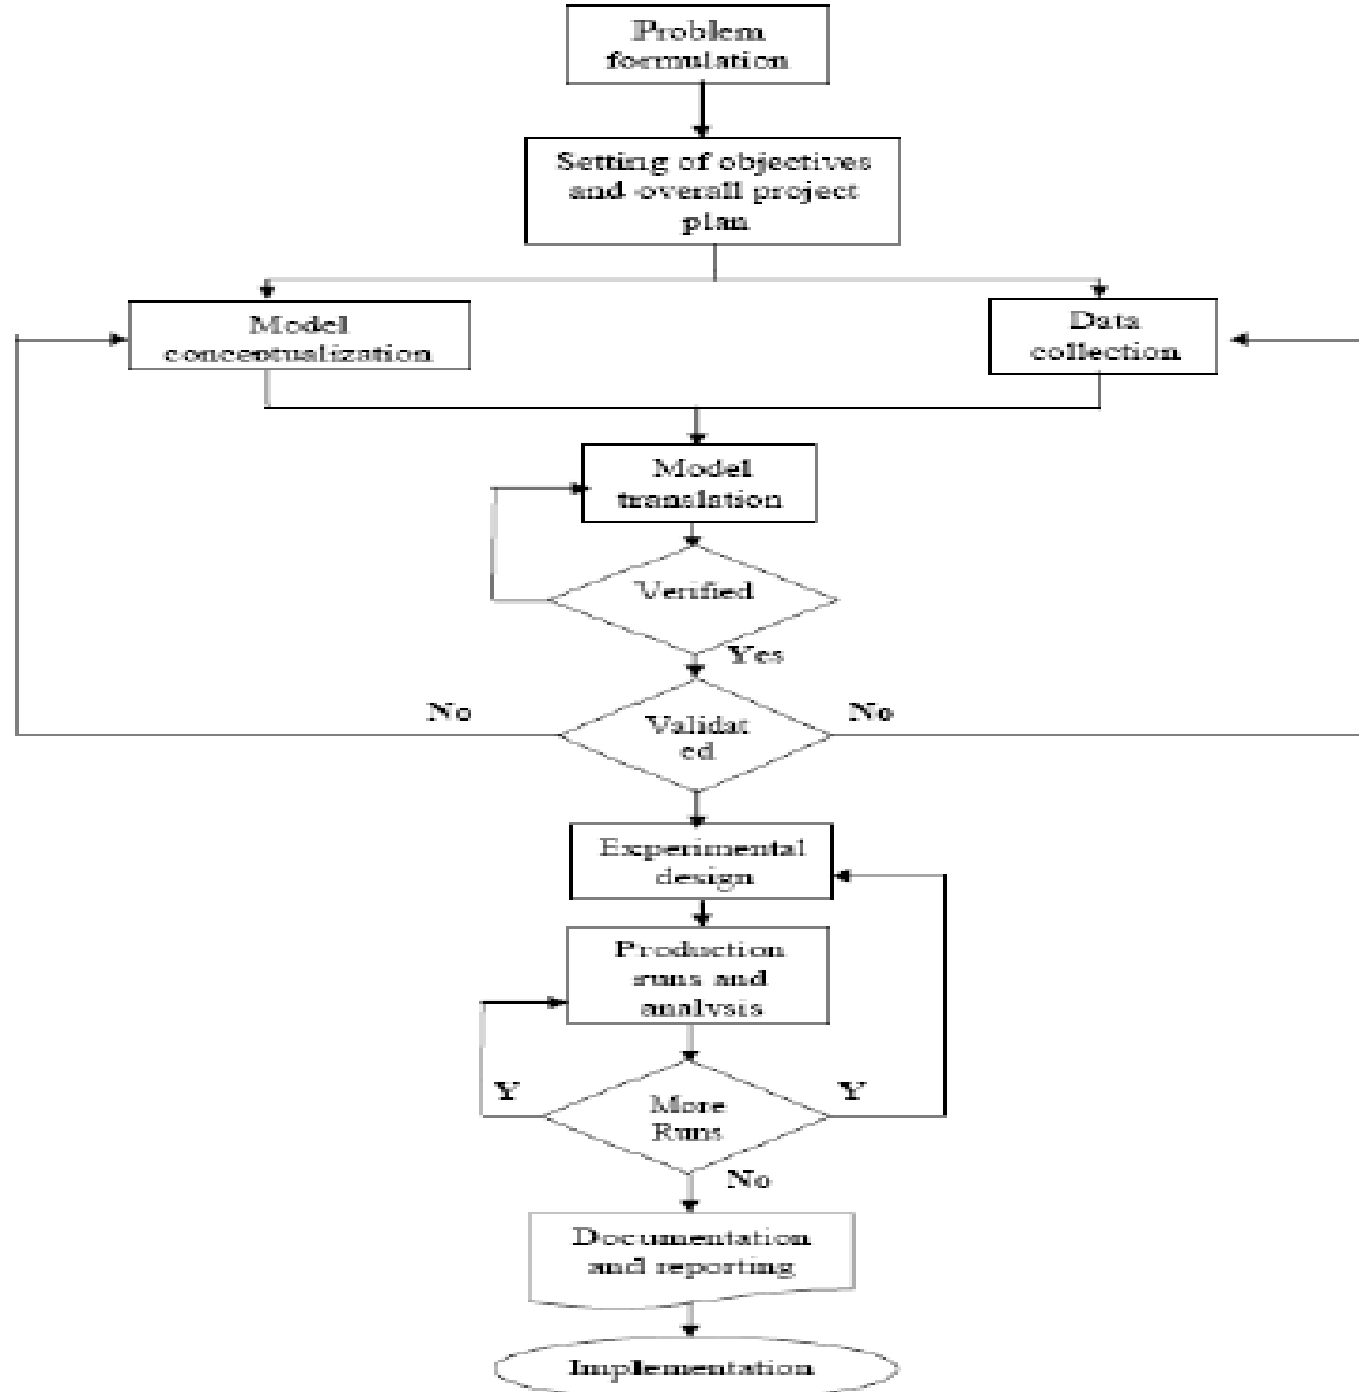 Problem
formulation
Setting of objectives
and overall project
plan
Model
conceptualization
Data
collection
Model
translation
Verified
Yes
No
Validat
ed
No
Experimental
design
Production
runs and
analysis
Y
More
Runs
Y
No
Documentation
and reporting
Implementation